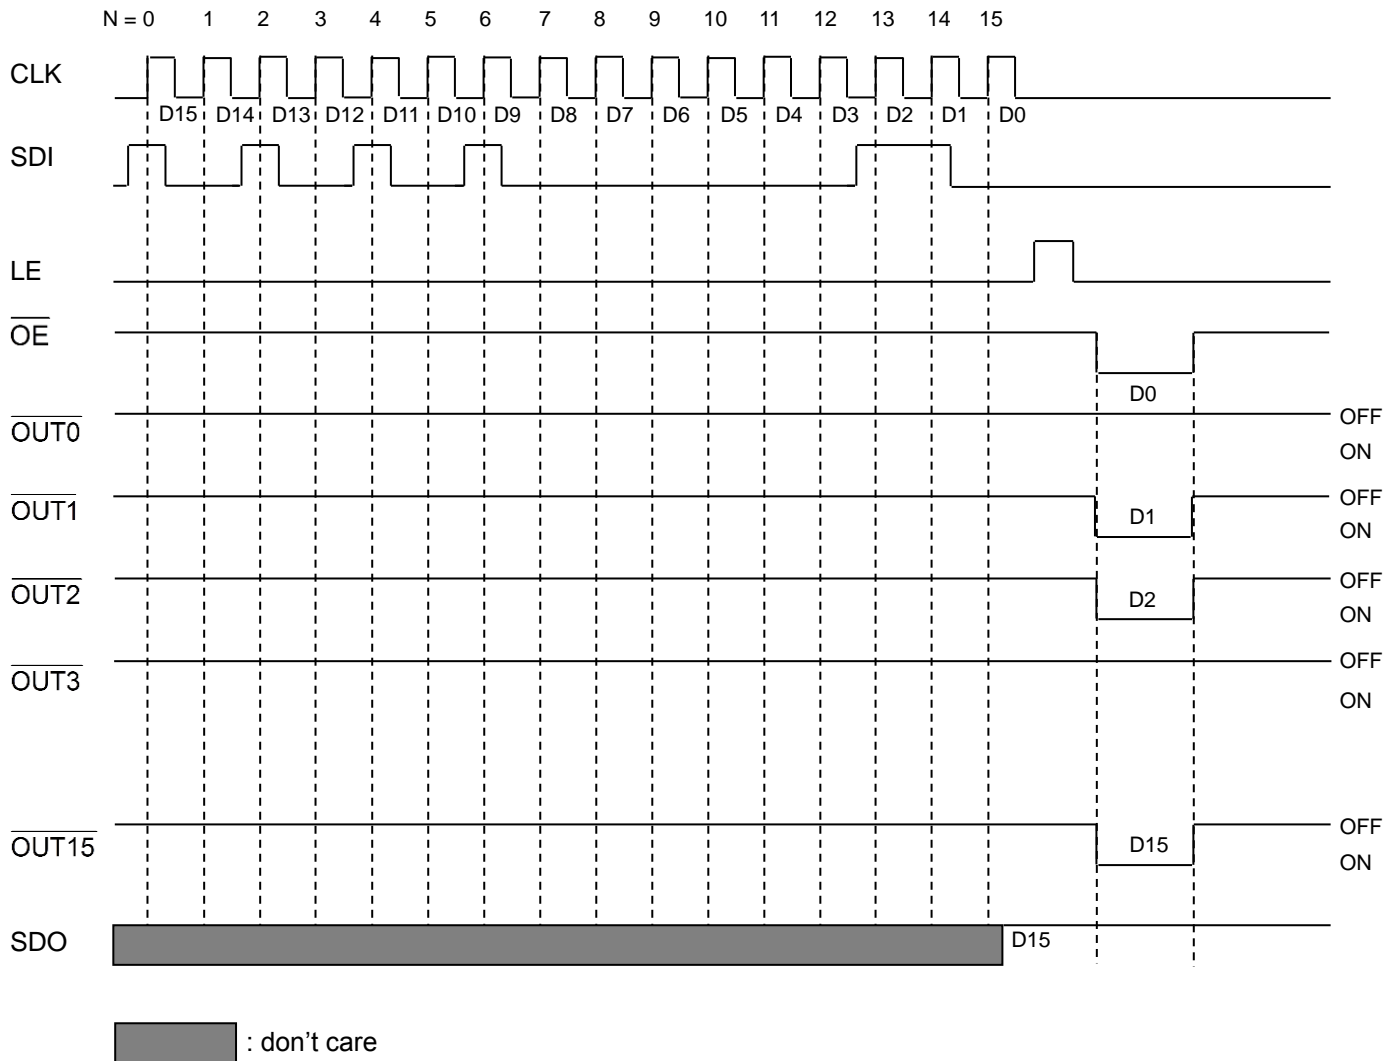 N = 0 1 2 3 4 5 6 7 8 9 10 11 12 13 14 15
CLK
D15 D14 D13 D12 D11 D10 D9 D8 D7 D6 D5 D4 D3 D2 D1 D0
SDI
LE
OE
D0
OUT0
OFF
ON
OUT1
D1
OFF
ON
OUT2
D2
OFF
ON
OUT3
OFF
ON
OUT15
D15
OFF
ON
SDO
D15
: don't care